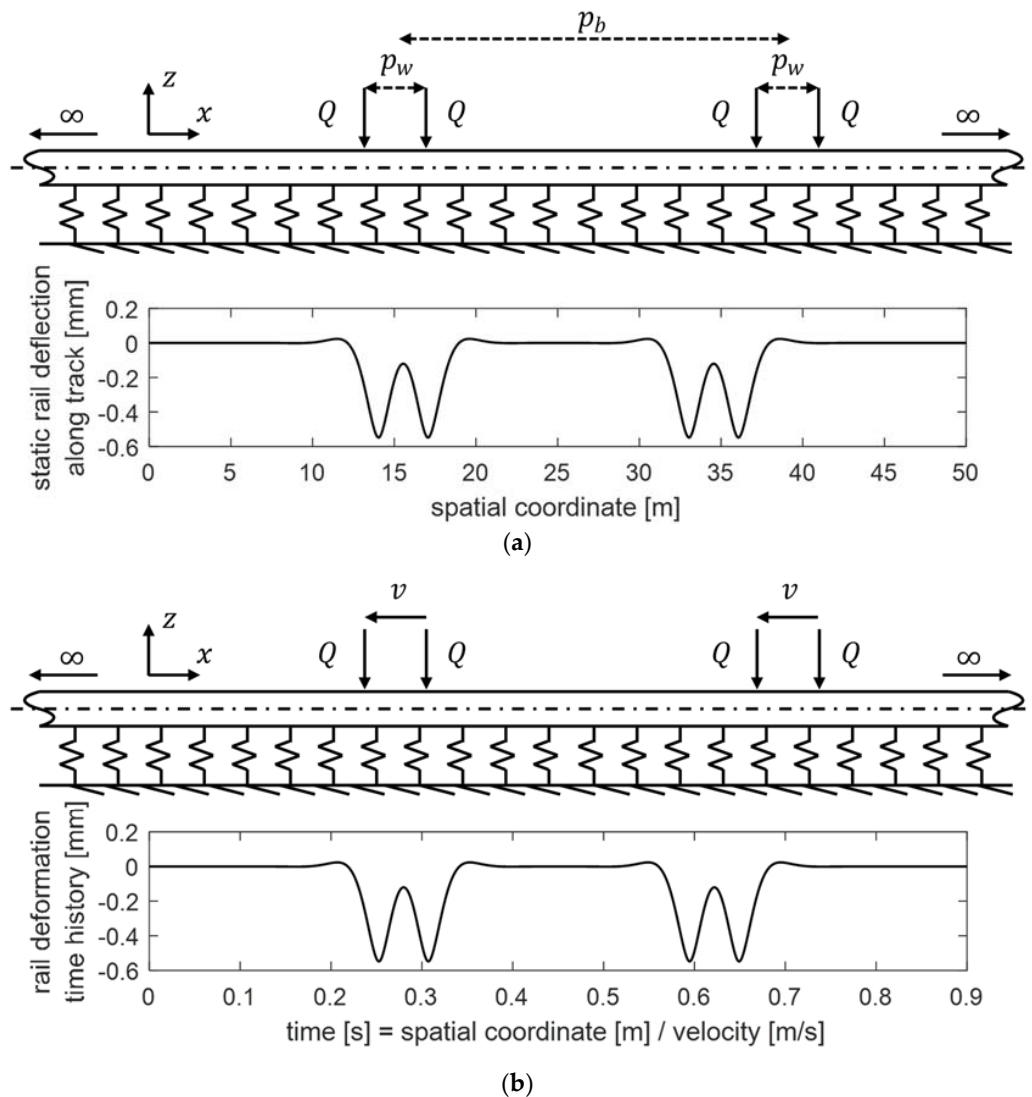 p_b
p_w p_w
z
x
Q Q Q Q
∞ ∞
static rail deflection
along track [mm]
0.2
0
-0.2
-0.4
-0.6
0 5 10 15 20 25 30 35 40 45 50
spatial coordinate [m]
(a)
v v
z
x
Q Q Q Q
∞ ∞
rail deformation
time history [mm]
0.2
0
-0.2
-0.4
-0.6
0 0.1 0.2 0.3 0.4 0.5 0.6 0.7 0.8 0.9
time [s] = spatial coordinate [m] / velocity [m/s]
(b)